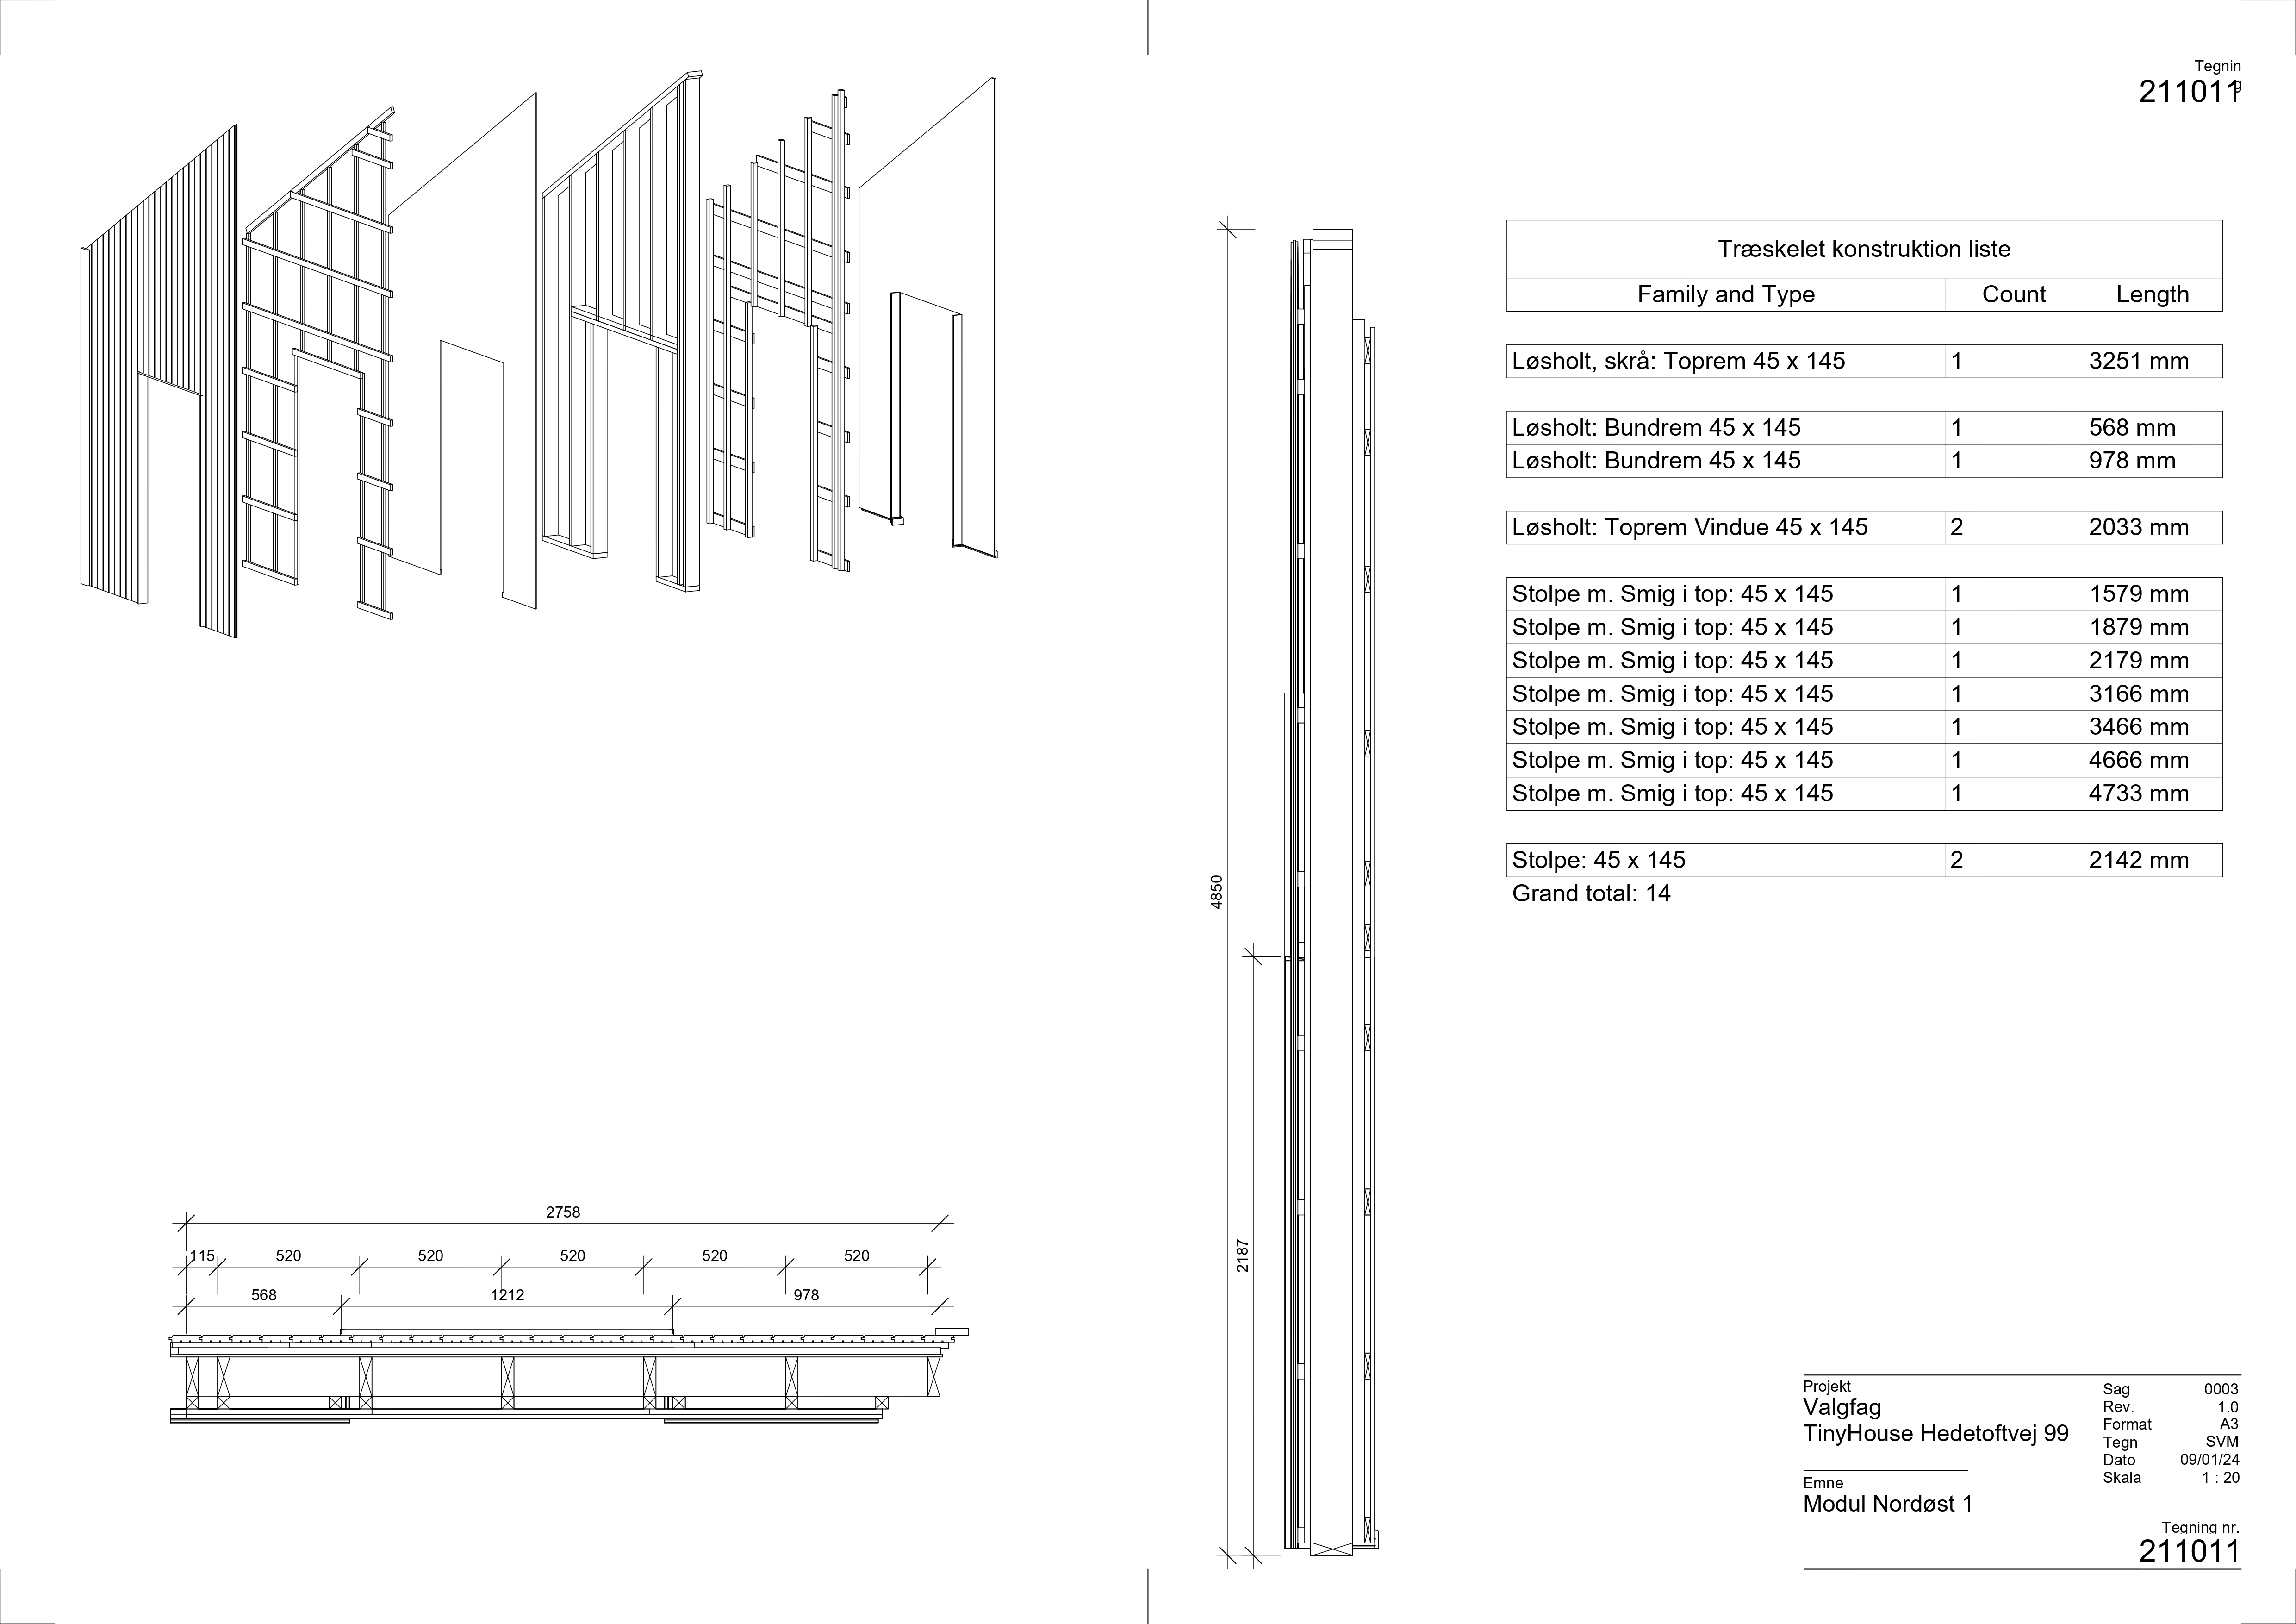 Tegnin
g
211011
Træskelet konstruktion liste
Family and Type Count Length
Løsholt, skrå: Toprem 45 x 145 1 3251 mm
Løsholt: Bundrem 45 x 145 1 568 mm
Løsholt: Bundrem 45 x 145 1 978 mm
Løsholt: Toprem Vindue 45 x 145 2 2033 mm
Stolpe m. Smig i top: 45 x 145 1 1579 mm
Stolpe m. Smig i top: 45 x 145 1 1879 mm
Stolpe m. Smig i top: 45 x 145 1 2179 mm
Stolpe m. Smig i top: 45 x 145 1 3166 mm
Stolpe m. Smig i top: 45 x 145 1 3466 mm
Stolpe m. Smig i top: 45 x 145 1 4666 mm
Stolpe m. Smig i top: 45 x 145 1 4733 mm
Stolpe: 45 x 145 2 2142 mm
Grand total: 14
4850
2187
2758
115 520 520 520 520 520
568 1212 978
Projekt
Valgfag
TinyHouse Hedetoftvej 99
Emne
Modul Nordøst 1
Sag 0003
Rev. 1.0
Format A3
Tegn SVM
Dato 09/01/24
Skala 1 : 20
Tegning nr.
211011